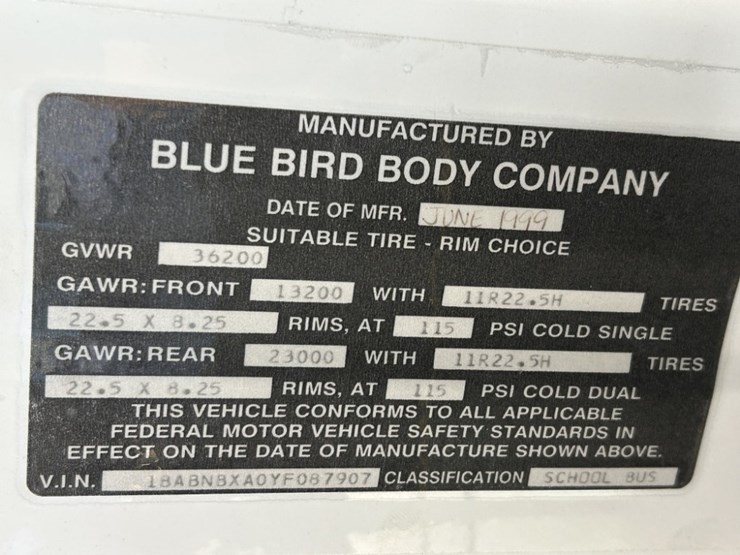 MANUFACTURED BY
BLUE BIRD BODY COMPANY
DATE OF MFR. JUNE 1999
SUITABLE TIRE - RIM CHOICE
GVWR 36200
GAWR: FRONT 13200 WITH 11R22.5H TIRES
22.5 X 8.25 RIMS, AT 115 PSI COLD SINGLE
GAWR: REAR 23000 WITH 11R22.5H TIRES
22.5 X 8.25 RIMS, AT 115 PSI COLD DUAL
THIS VEHICLE CONFORMS TO ALL APPLICABLE
FEDERAL MOTOR VEHICLE SAFETY STANDARDS IN
EFFECT ON THE DATE OF MANUFACTURE SHOWN ABOVE.
V.I.N. 1BABNBXA0YF087907 CLASSIFICATION SCHOOL BUS